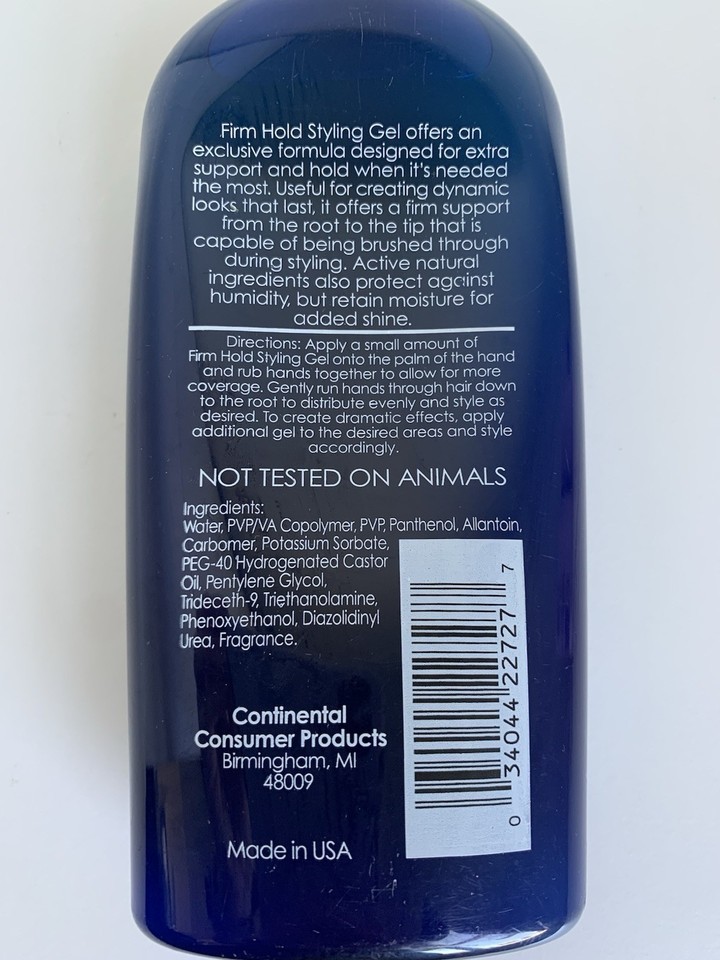 Firm Hold Styling Gel offers an
exclusive formula designed for extra
support and hold when it's needed
the most. Useful for creating dynamic
looks that last, it offers a firm support
from the root to the tip that is
capable of being brushed through
during styling. Active natural
ingredients also protect against
humidity, but retain moisture for
added shine.
Directions: Apply a small amount of
Firm Hold Styling Gel onto the palm of the hand
and rub hands together to allow for more
coverage. Gently run hands through hair down
to the root to distribute evenly and style as
desired. To create dramatic effects, apply
additional gel to the desired areas and style
accordingly.
NOT TESTED ON ANIMALS
Ingredients:
Water, PVP/VA Copolymer, PVP, Panthenol, Allantoin,
Carbomer, Potassium Sorbate,
PEG-40 Hydrogenated Castor
Oil, Pentylene Glycol,
Trideceth-9, Triethanolamine,
Phenoxyethanol, Diazolidinyl
Urea, Fragrance.
0 34044 22727 7
Continental
Consumer Products
Birmingham, MI
48009
Made in USA